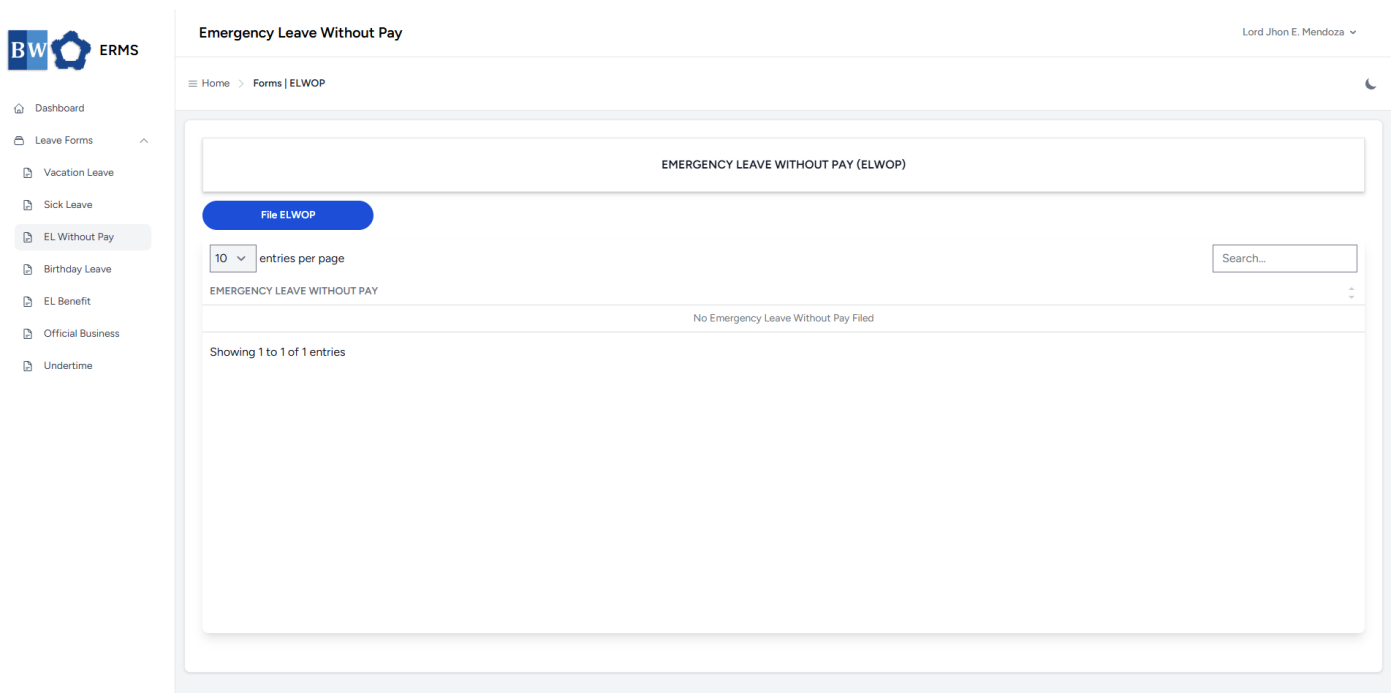 BW ERMS
Dashboard
Leave Forms
Vacation Leave
Sick Leave
EL Without Pay
Birthday Leave
EL Benefit
Official Business
Undertime
Emergency Leave Without Pay
Lord Jhon E. Mendoza
Home > Forms | ELWOP
EMERGENCY LEAVE WITHOUT PAY (ELWOP)
File ELWOP
10 entries per page
Search...
EMERGENCY LEAVE WITHOUT PAY
No Emergency Leave Without Pay Filed
Showing 1 to 1 of 1 entries